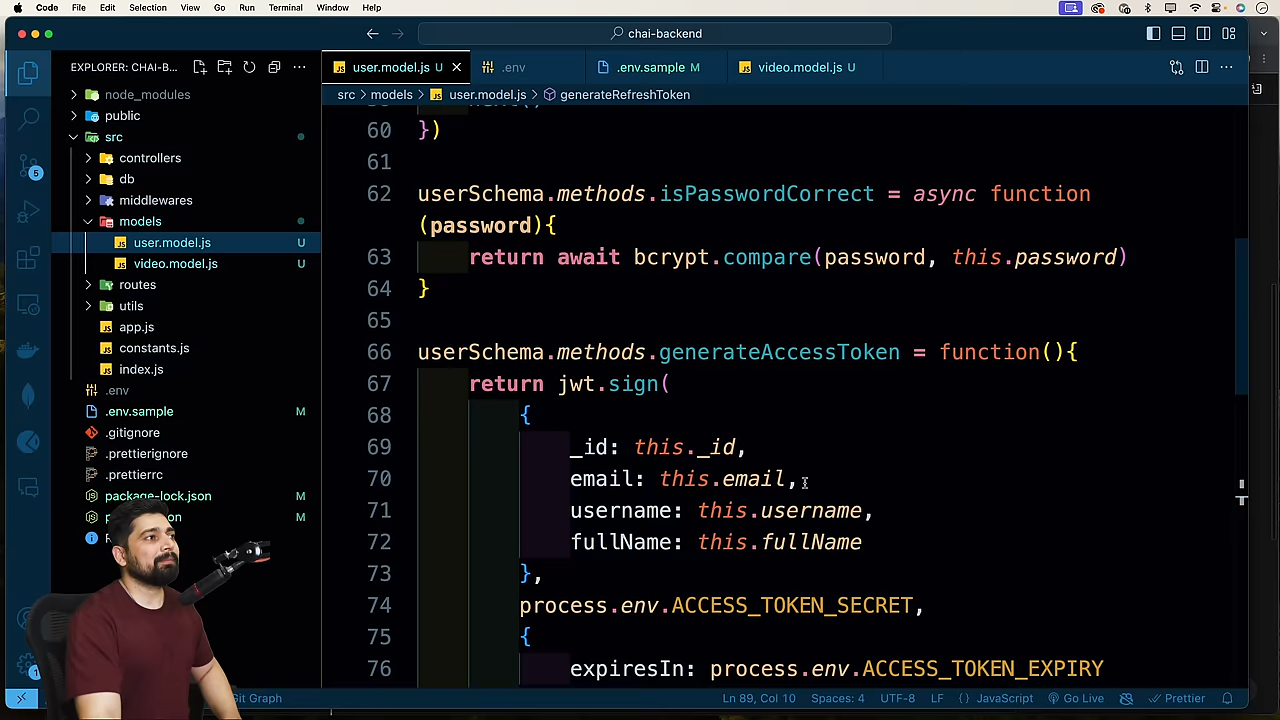 Code File Edit Selection View Go Run Terminal Window Help
chai-backend
EXPLORER: CHAI-B...
user.model.js U
.env
.env.sample M
video.model.js U
src > models > user.model.js > generateRefreshToken
node_modules
public
src
controllers
db
middlewares
models
user.model.js U
video.model.js U
routes
utils
app.js
constants.js
index.js
.env
.env.sample M
.gitignore
.prettierignore
.prettierrc
package-lock.json M
M
5
1
60 })
61
62 userSchema.methods.isPasswordCorrect = async function
(password){
63 return await bcrypt.compare(password, this.password)
64 }
65
66 userSchema.methods.generateAccessToken = function(){
67 return jwt.sign(
68 {
69 _id: this._id,
70 email: this.email,
71 username: this.username,
72 fullName: this.fullName
73 },
74 process.env.ACCESS_TOKEN_SECRET,
75 {
76 expiresIn: process.env.ACCESS_TOKEN_EXPIRY
Git Graph
Ln 89, Col 10 Spaces: 4 UTF-8 LF {} JavaScript Go Live Prettier